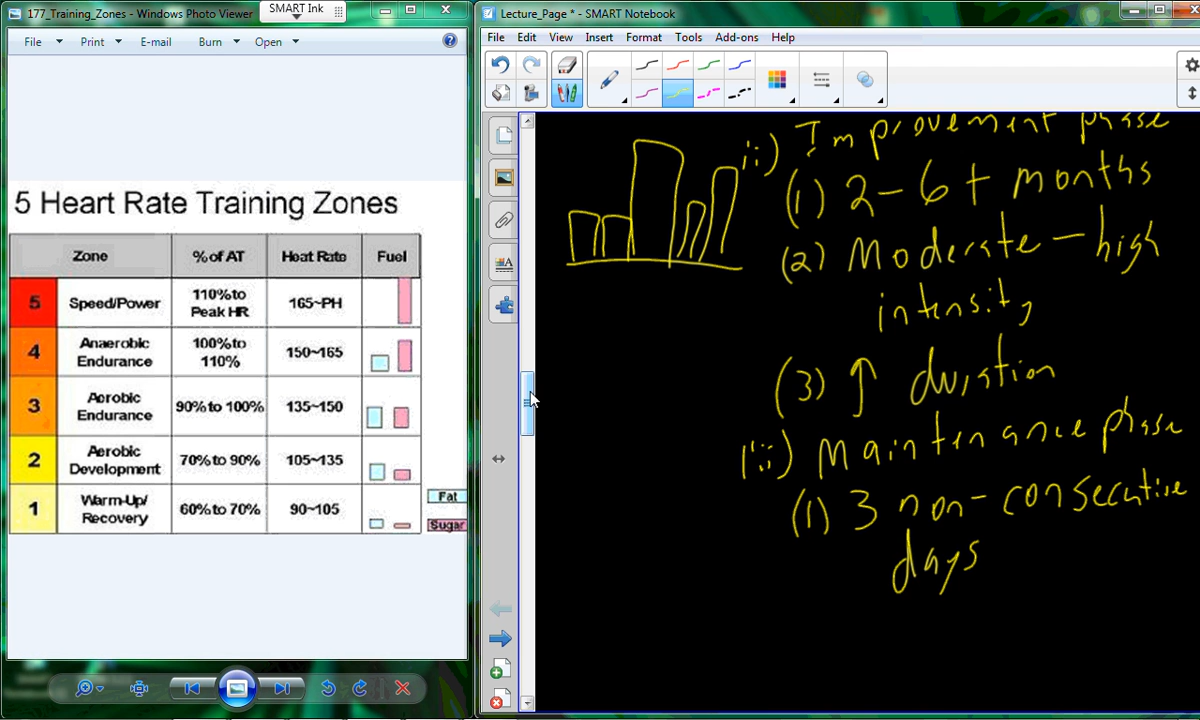 177_Training_Zones - Windows Photo Viewer
SMART Ink
File Print E-mail Burn Open
5 Heart Rate Training Zones
Zone % of AT Heat Rate Fuel
5 Speed/Power 110% to Peak HR 165~PH
4 Anaerobic Endurance 100% to 110% 150~165
3 Aerobic Endurance 90% to 100% 135~150
2 Aerobic Development 70% to 90% 105~135
1 Warm-Up/ Recovery 60% to 70% 90~105
Fat
Sugar
Lecture_Page * - SMART Notebook
File Edit View Insert Format Tools Add-ons Help
ii) Improvement phase
(1) 2-6+ months
(2) Moderate - high
intensity
(3) ↑ duration
iii) Maintenance phase
(1) 3 non-consecutive
days